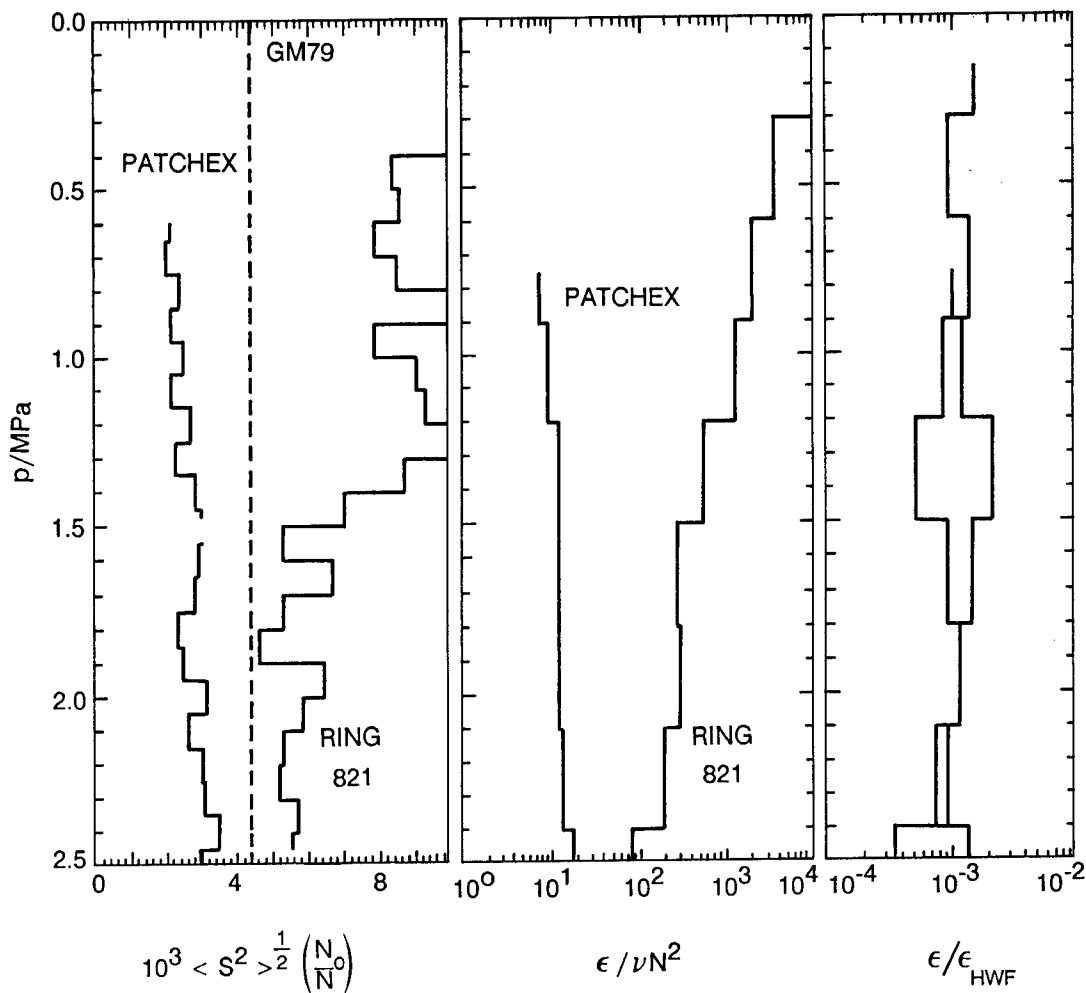 0.0
0.5
1.0
1.5
2.0
2.5
p/MPa
GM79
PATCHEX
RING
821
0 4 8
10³ < S² >^½ (N₀/N)
PATCHEX
RING
821
10⁰ 10¹ 10² 10³ 10⁴
ϵ/νN²
10⁻⁴ 10⁻³ 10⁻²
ϵ/ϵ_HWF